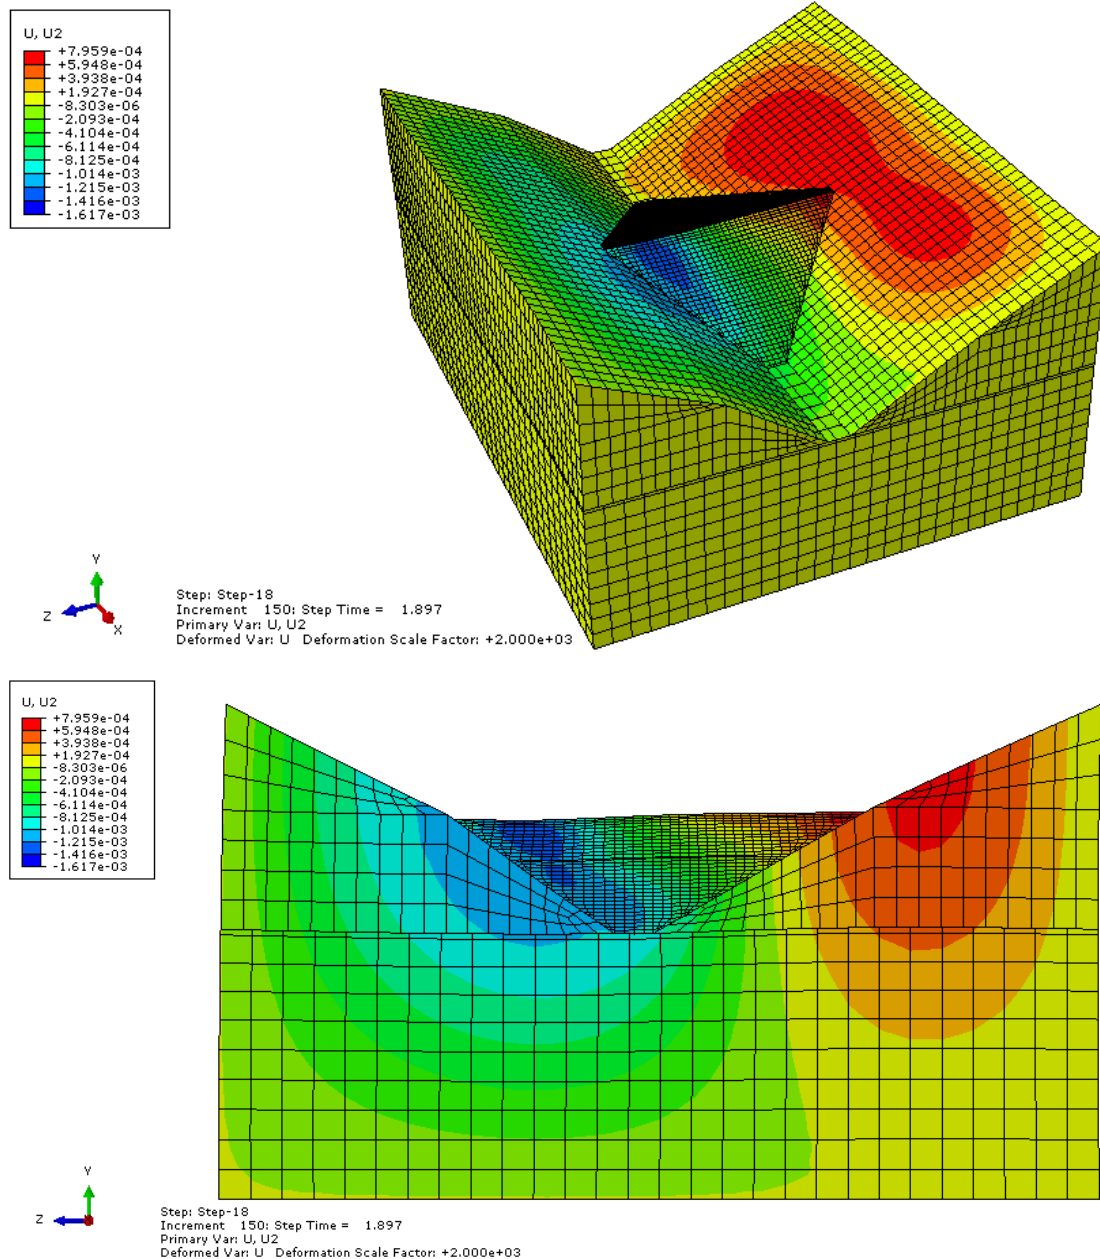 U, U2
+7.959e-04
+5.948e-04
+3.938e-04
+1.927e-04
-8.303e-06
-2.093e-04
-4.104e-04
-6.114e-04
-8.125e-04
-1.014e-03
-1.215e-03
-1.416e-03
-1.617e-03
Y
Z
X
Step: Step-18
Increment 150: Step Time = 1.897
Primary Var: U, U2
Deformed Var: U Deformation Scale Factor: +2.000e+03
U, U2
+7.959e-04
+5.948e-04
+3.938e-04
+1.927e-04
-8.303e-06
-2.093e-04
-4.104e-04
-6.114e-04
-8.125e-04
-1.014e-03
-1.215e-03
-1.416e-03
-1.617e-03
Y
Z
Step: Step-18
Increment 150: Step Time = 1.897
Primary Var: U, U2
Deformed Var: U Deformation Scale Factor: +2.000e+03